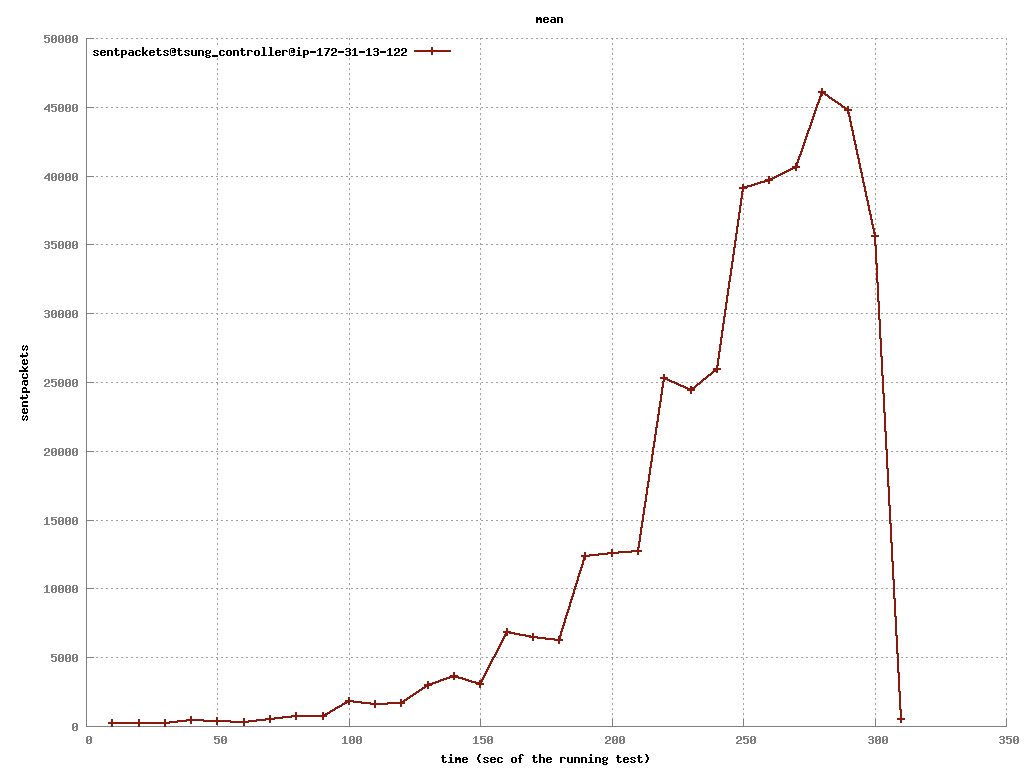 mean
50000
sentpackets@tsung_controller@ip-172-31-13-122
45000
40000
35000
30000
25000
20000
15000
10000
5000
0
sentpackets
0 50 100 150 200 250 300 350
time (sec of the running test)